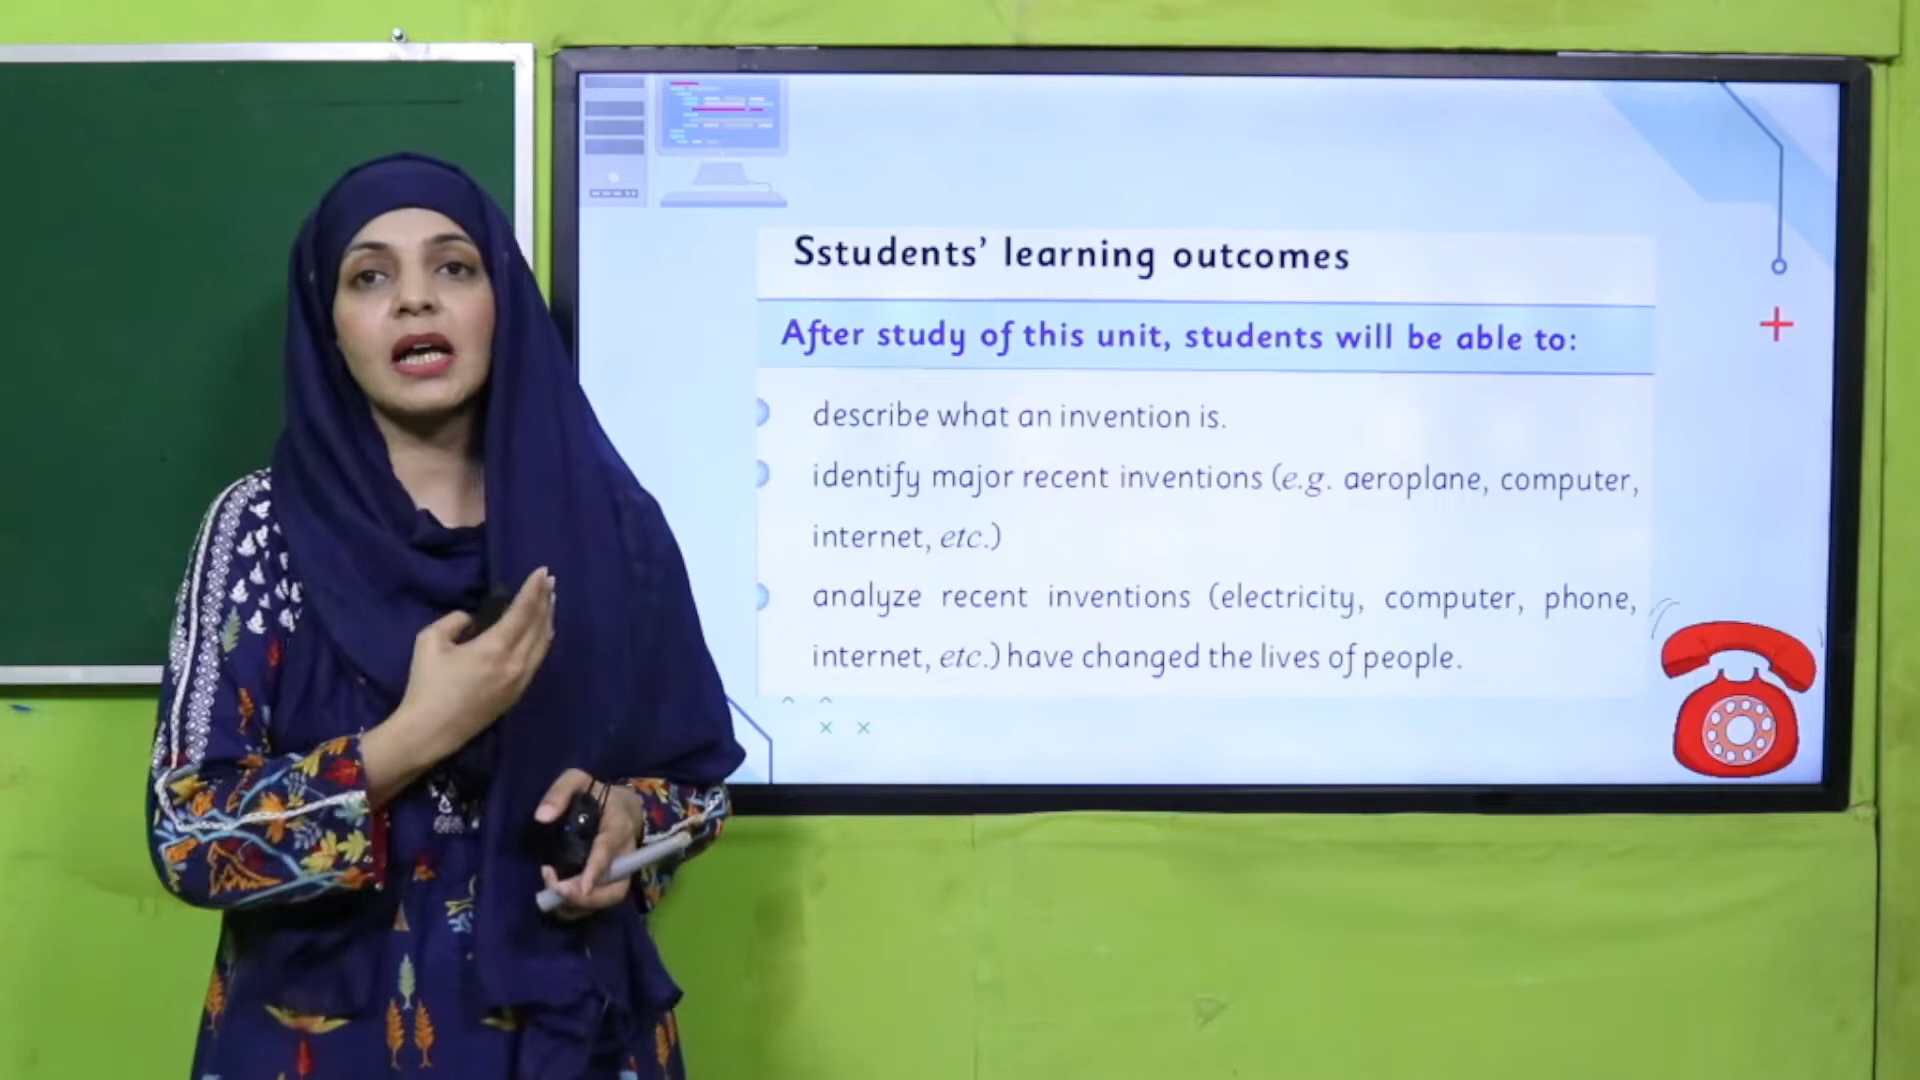 Sstudents' learning outcomes
After study of this unit, students will be able to:
describe what an invention is.
identify major recent inventions (e.g. aeroplane, computer,
internet, etc.)
analyze recent inventions (electricity, computer, phone,
internet, etc.) have changed the lives of people.